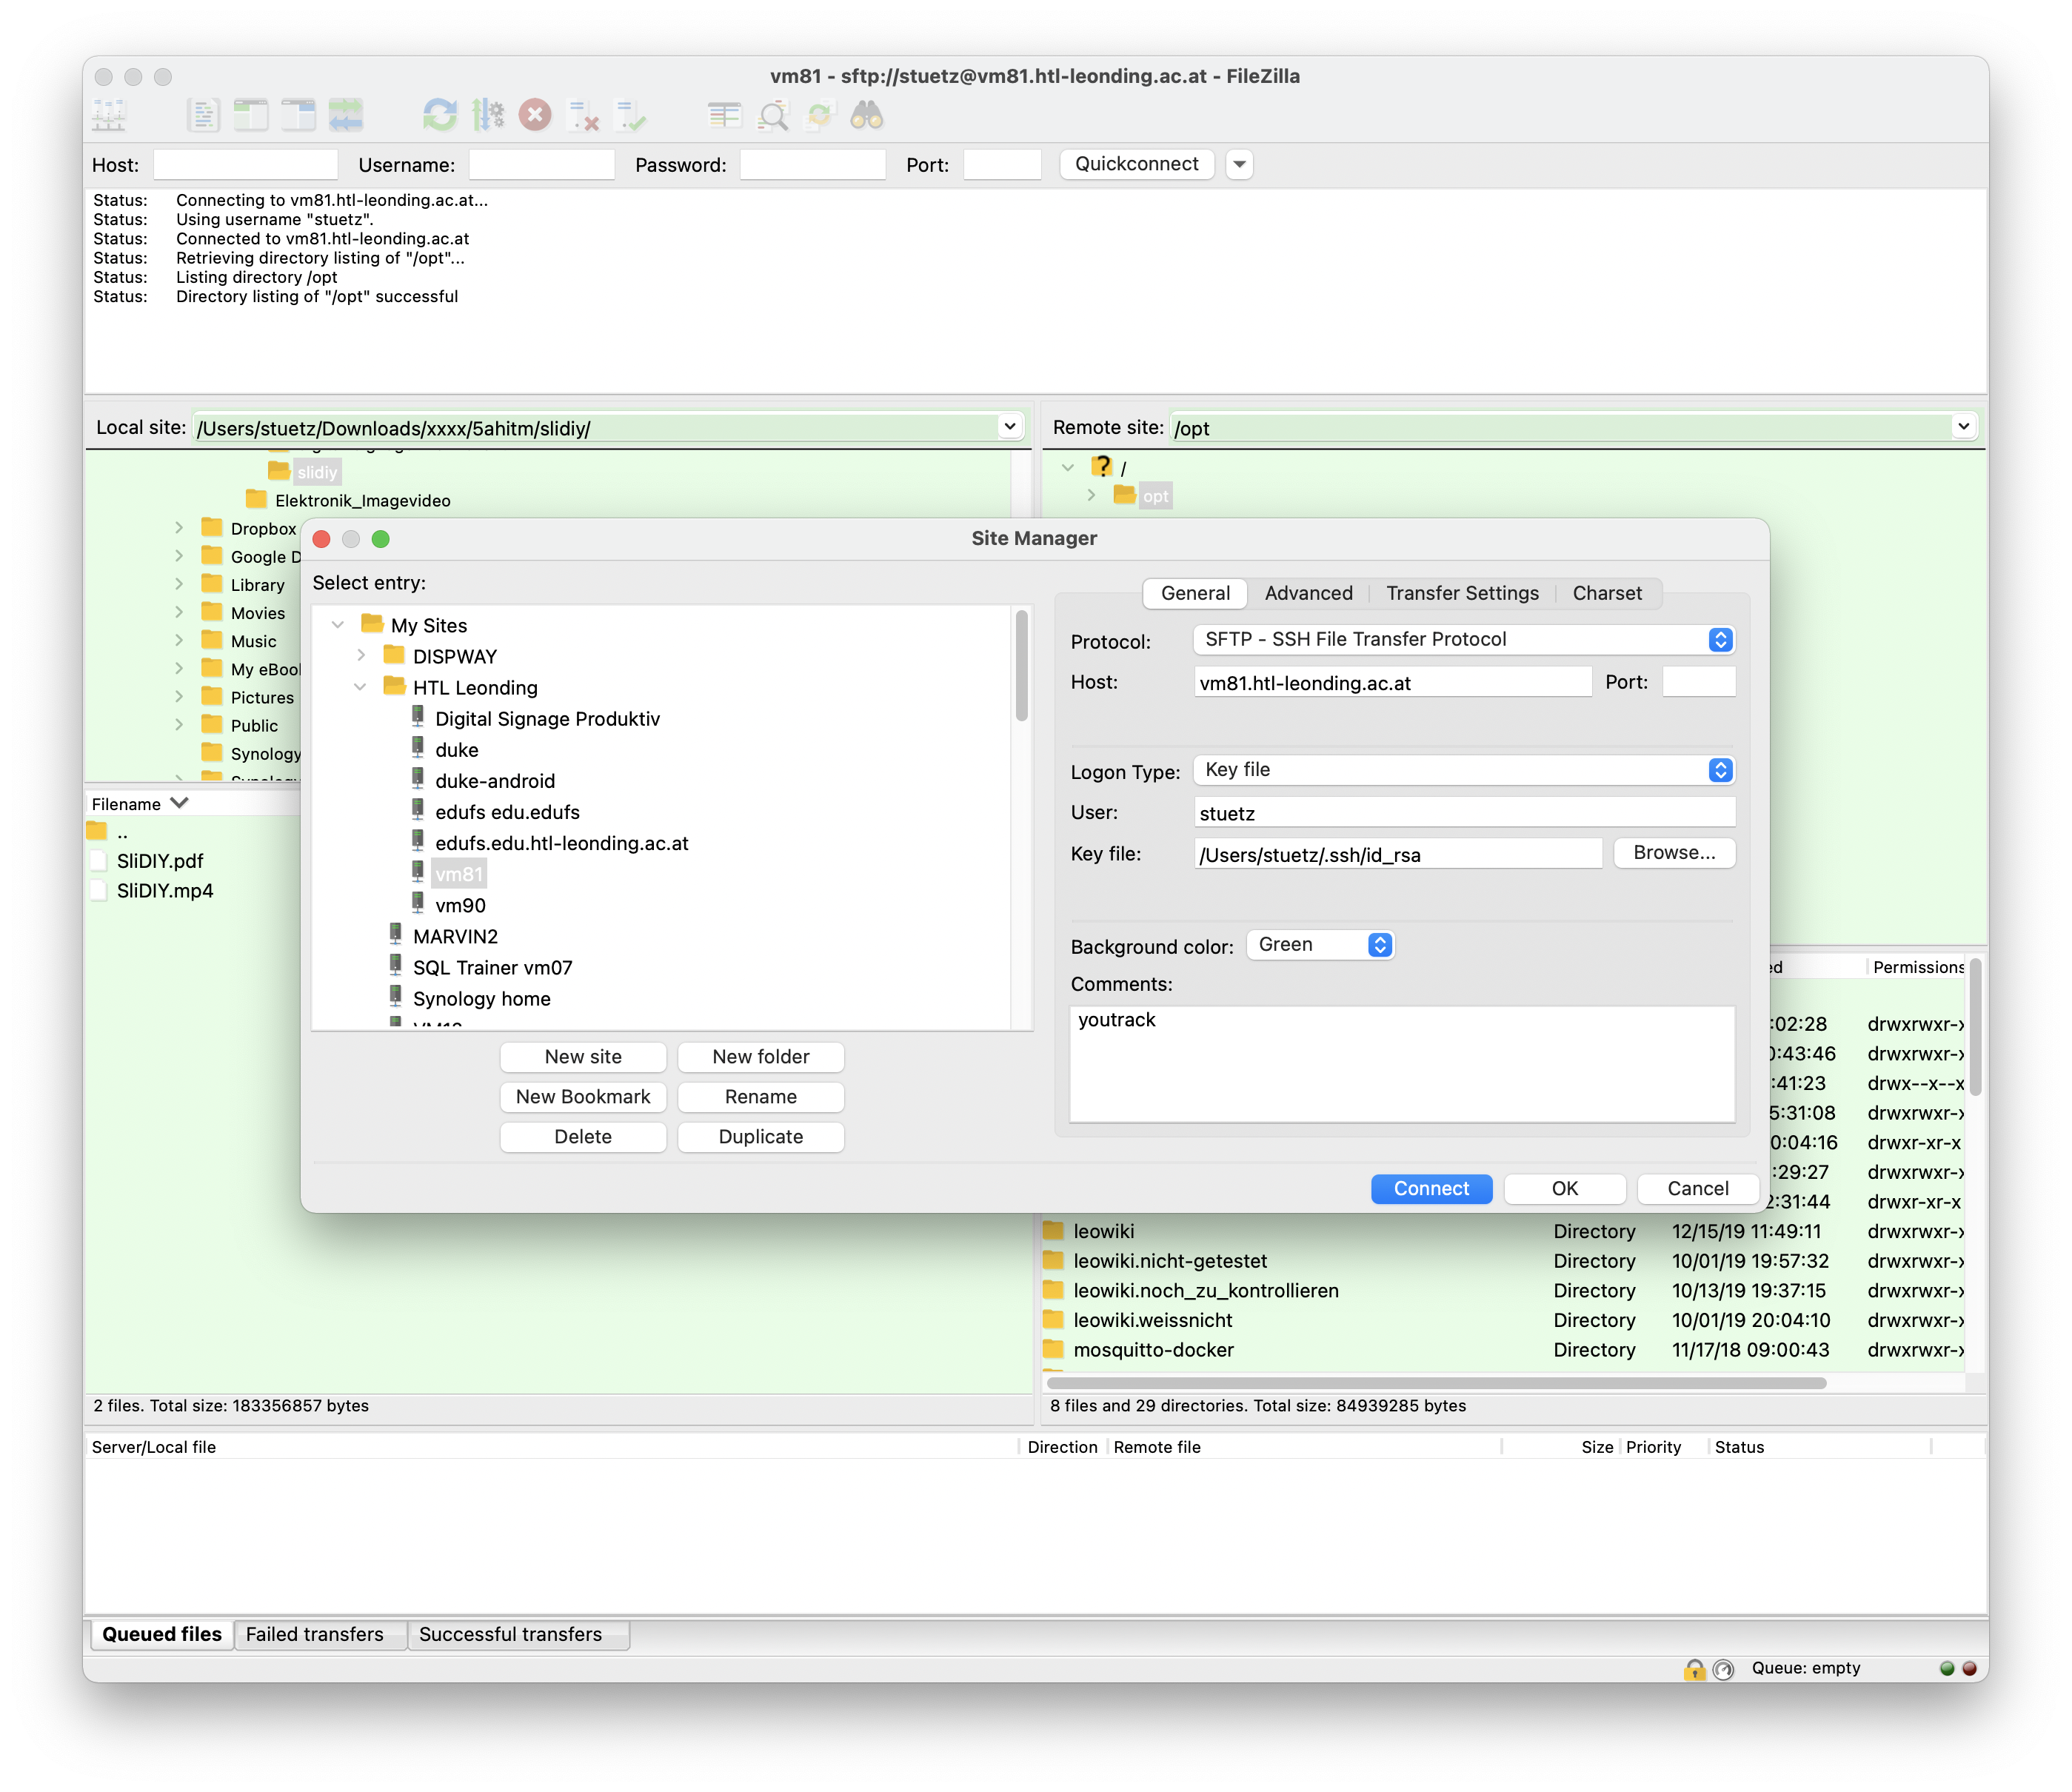 vm81 - sftp://stuetz@vm81.htl-leonding.ac.at - FileZilla
Host: Username: Password: Port: Quickconnect
Status: Connecting to vm81.htl-leonding.ac.at...
Status: Using username "stuetz".
Status: Connected to vm81.htl-leonding.ac.at
Status: Retrieving directory listing of "/opt"...
Status: Listing directory /opt
Status: Directory listing of "/opt" successful
Local site: /Users/stuetz/Downloads/xxxx/5ahitm/slidiy/
slidiy
Elektronik_Imagevideo
Dropbox
Google D
Library
Movies
Music
My eBool
Pictures
Public
Synology
Filename
..
SliDIY.pdf
SliDIY.mp4
2 files. Total size: 183356857 bytes
Remote site: /opt
/
opt
Site Manager
Select entry:
My Sites
DISPWAY
HTL Leonding
Digital Signage Produktiv
duke
duke-android
edufs edu.edufs
edufs.edu.htl-leonding.ac.at
vm81
vm90
MARVIN2
SQL Trainer vm07
Synology home
New site New folder
New Bookmark Rename
Delete Duplicate
General Advanced Transfer Settings Charset
Protocol: SFTP - SSH File Transfer Protocol
Host: vm81.htl-leonding.ac.at Port:
Logon Type: Key file
User: stuetz
Key file: /Users/stuetz/.ssh/id_rsa Browse...
Background color: Green
Comments:
youtrack
Connect OK Cancel
ed Permissions
:02:28 drwxrwxr-x
0:43:46 drwxrwxr-x
:41:23 drwx--x--x
5:31:08 drwxrwxr-x
0:04:16 drwxr-xr-x
:29:27 drwxrwxr-x
2:31:44 drwxr-xr-x
leowiki Directory 12/15/19 11:49:11 drwxrwxr-x
leowiki.nicht-getestet Directory 10/01/19 19:57:32 drwxrwxr-x
leowiki.noch_zu_kontrollieren Directory 10/13/19 19:37:15 drwxrwxr-x
leowiki.weissnicht Directory 10/01/19 20:04:10 drwxrwxr-x
mosquitto-docker Directory 11/17/18 09:00:43 drwxrwxr-x
8 files and 29 directories. Total size: 84939285 bytes
Server/Local file Direction Remote file Size Priority Status
Queued files Failed transfers Successful transfers
Queue: empty